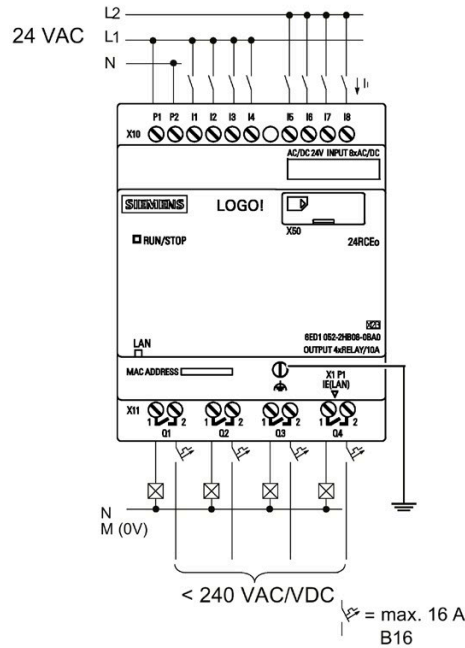 L2
24 VAC L1
N
I
P1 P2 I1 I2 I3 I4 I5 I6 I7 I8
X10
AC/DC 24V INPUT 8xAC/DC
SIEMENS LOGO!
X50
RUN/STOP 24RCEo
X 2 3
6ED1 052-2HB06-0BA0
LAN OUTPUT 4xRELAY/10A
MAC ADDRESS X1 P1
IE(LAN)
X11
1 2 1 2 1 2 1 2
Q1 Q2 Q3 Q4
N
M (0V)
< 240 VAC/VDC
= max. 16 A
B16